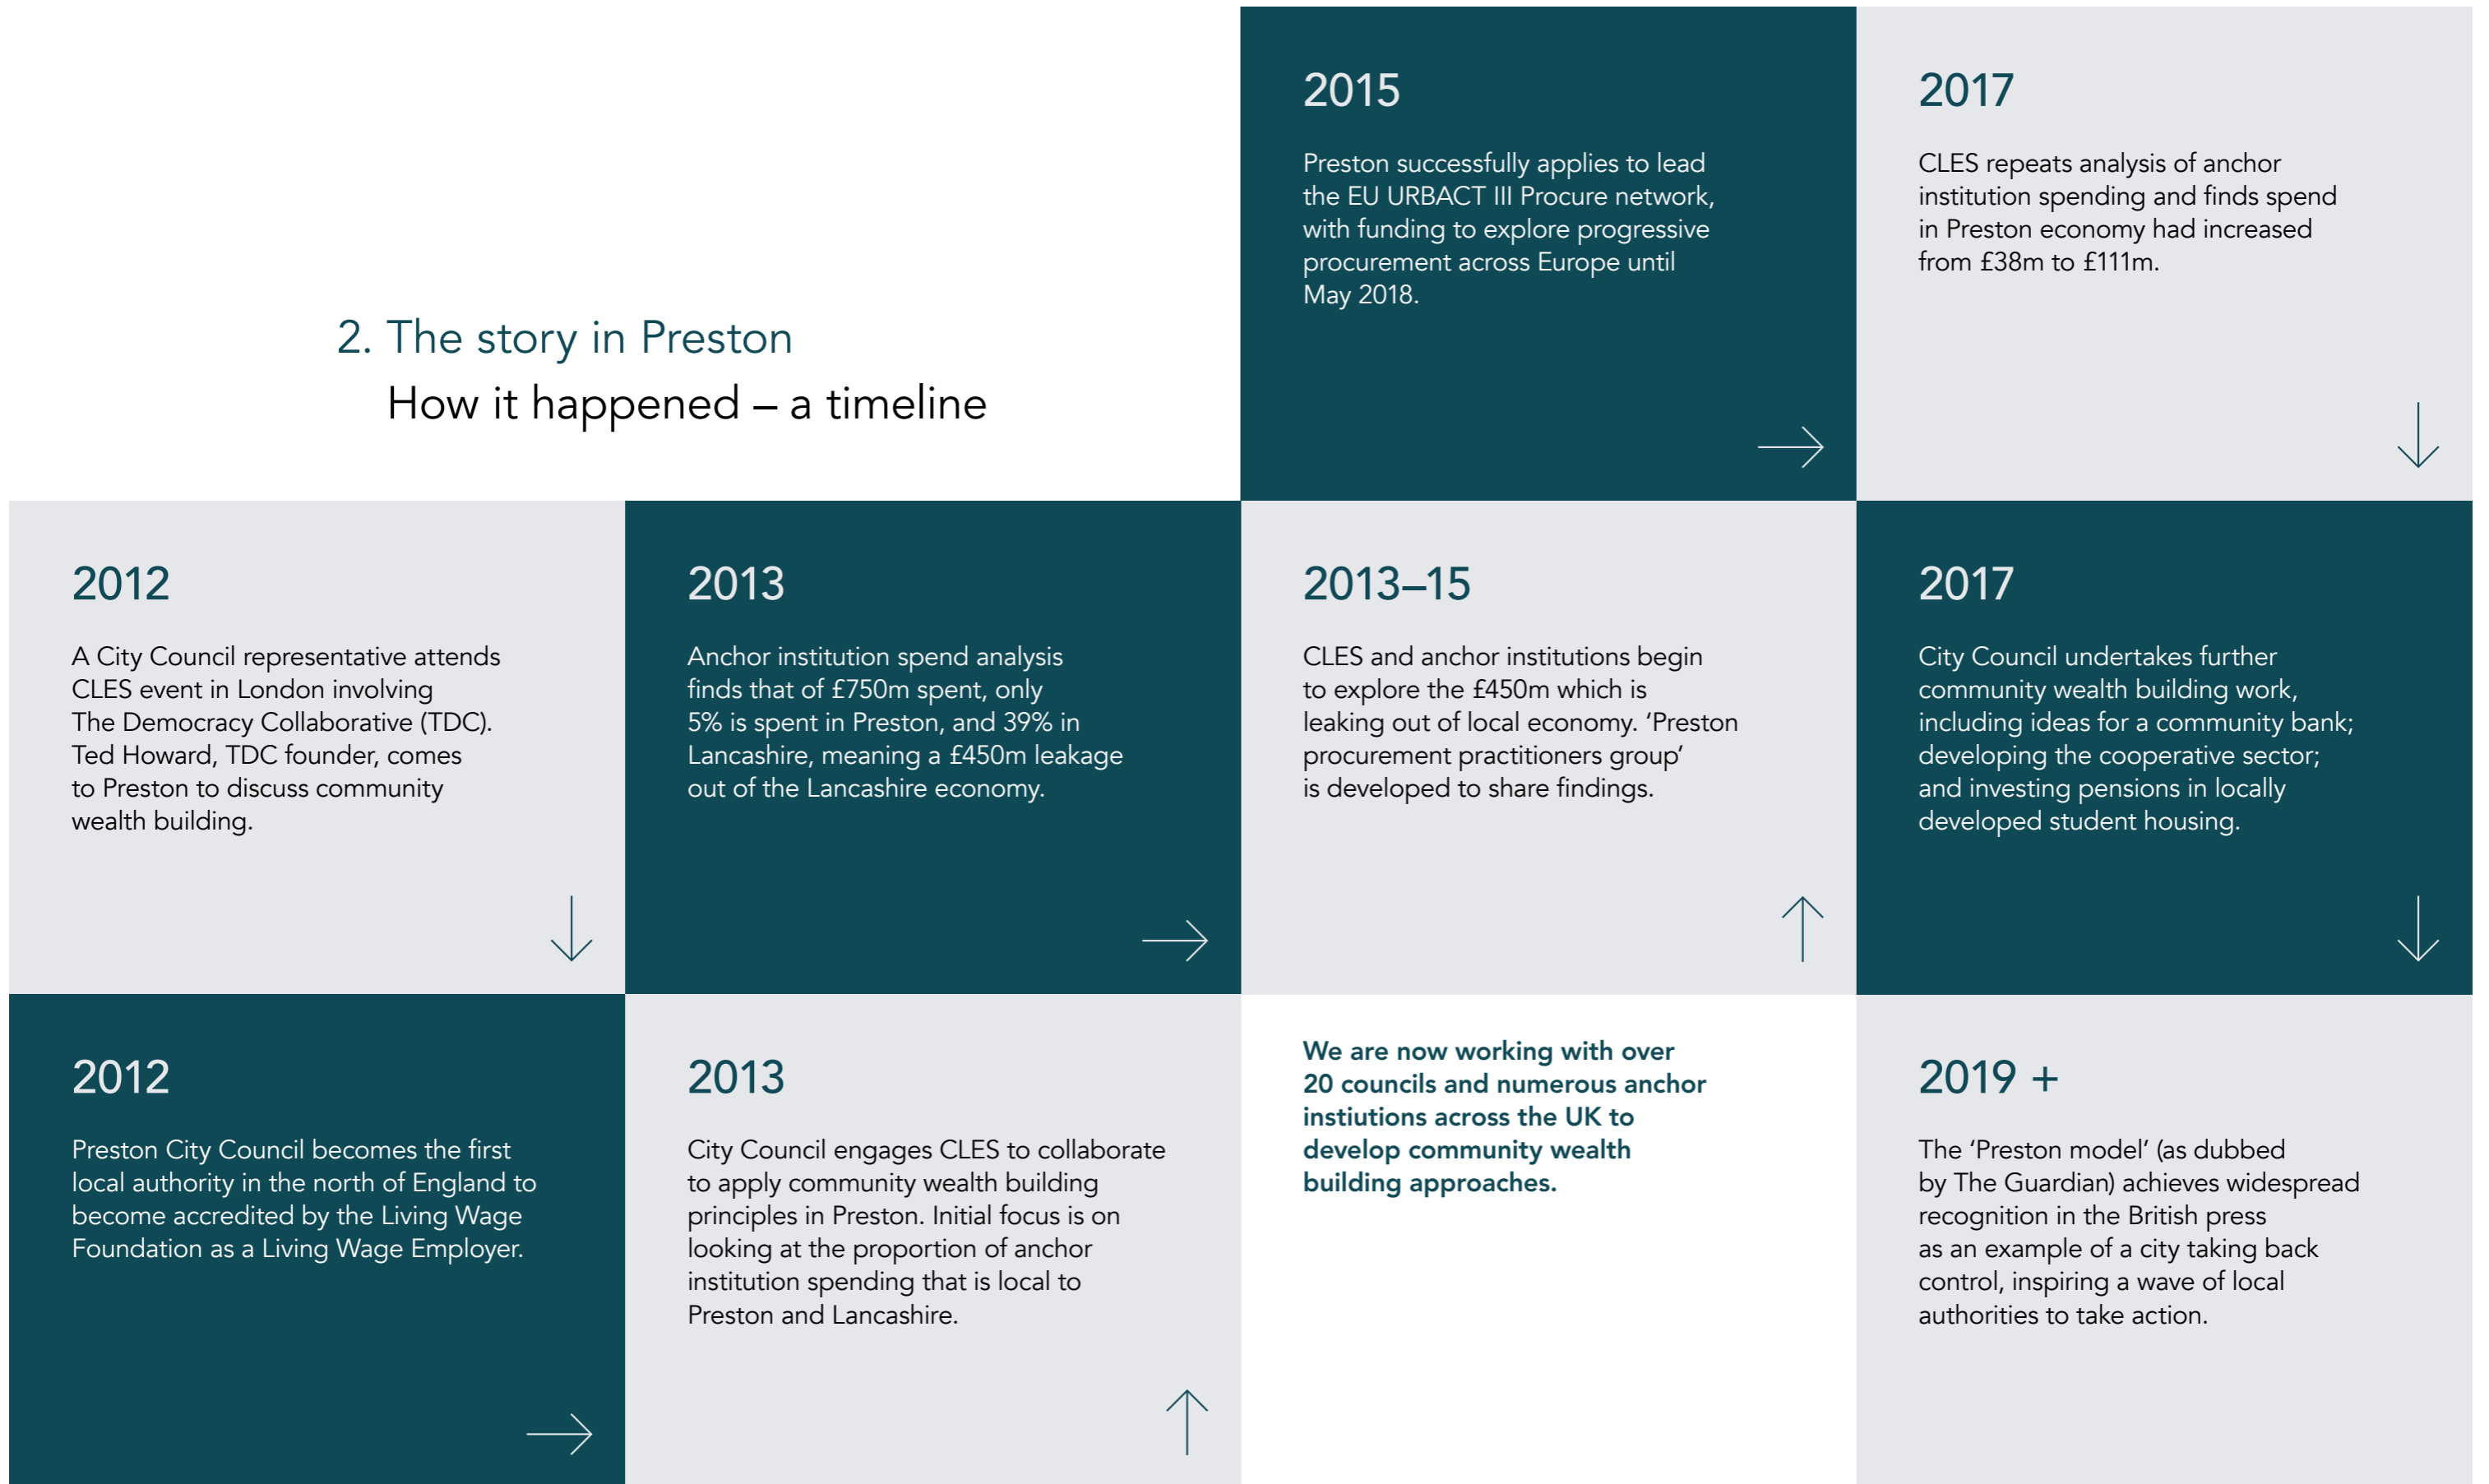 2. The story in Preston
How it happened – a timeline
2012
A City Council representative attends
CLES event in London involving
The Democracy Collaborative (TDC).
Ted Howard, TDC founder, comes
to Preston to discuss community
wealth building.
2012
Preston City Council becomes the first
local authority in the north of England to
become accredited by the Living Wage
Foundation as a Living Wage Employer.
2013
City Council engages CLES to collaborate
to apply community wealth building
principles in Preston. Initial focus is on
looking at the proportion of anchor
institution spending that is local to
Preston and Lancashire.
2013
Anchor institution spend analysis
finds that of £750m spent, only
5% is spent in Preston, and 39% in
Lancashire, meaning a £450m leakage
out of the Lancashire economy.
2013–15
CLES and anchor institutions begin
to explore the £450m which is
leaking out of local economy. ‘Preston
procurement practitioners group’
is developed to share findings.
2015
Preston successfully applies to lead
the EU URBACT III Procure network,
with funding to explore progressive
procurement across Europe until
May 2018.
2017
CLES repeats analysis of anchor
institution spending and finds spend
in Preston economy had increased
from £38m to £111m.
2017
City Council undertakes further
community wealth building work,
including ideas for a community bank;
developing the cooperative sector;
and investing pensions in locally
developed student housing.
2019 +
The ‘Preston model’ (as dubbed
by The Guardian) achieves widespread
recognition in the British press
as an example of a city taking back
control, inspiring a wave of local
authorities to take action.
We are now working with over
20 councils and numerous anchor
instiutions across the UK to
develop community wealth
building approaches.